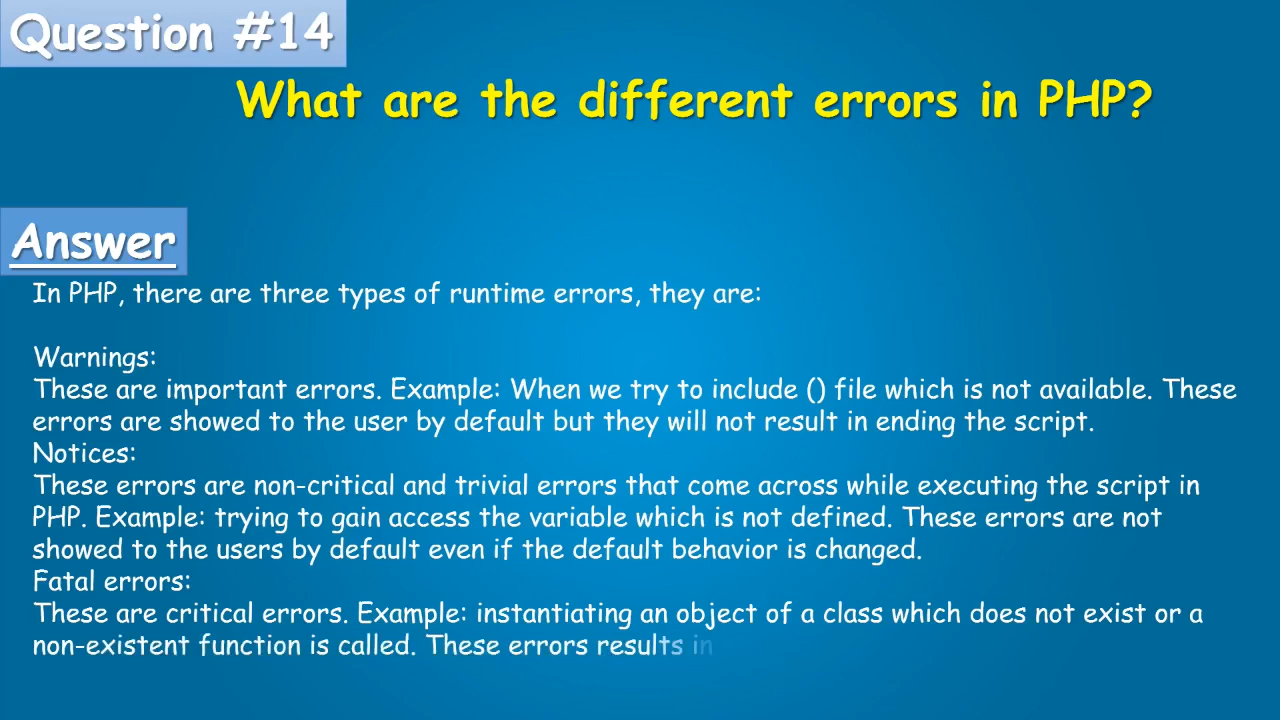 Question #14
What are the different errors in PHP?
Answer
In PHP, there are three types of runtime errors, they are:
Warnings:
These are important errors. Example: When we try to include () file which is not available. These
errors are showed to the user by default but they will not result in ending the script.
Notices:
These errors are non-critical and trivial errors that come across while executing the script in
PHP. Example: trying to gain access the variable which is not defined. These errors are not
showed to the users by default even if the default behavior is changed.
Fatal errors:
These are critical errors. Example: instantiating an object of a class which does not exist or a
non-existent function is called. These errors results in